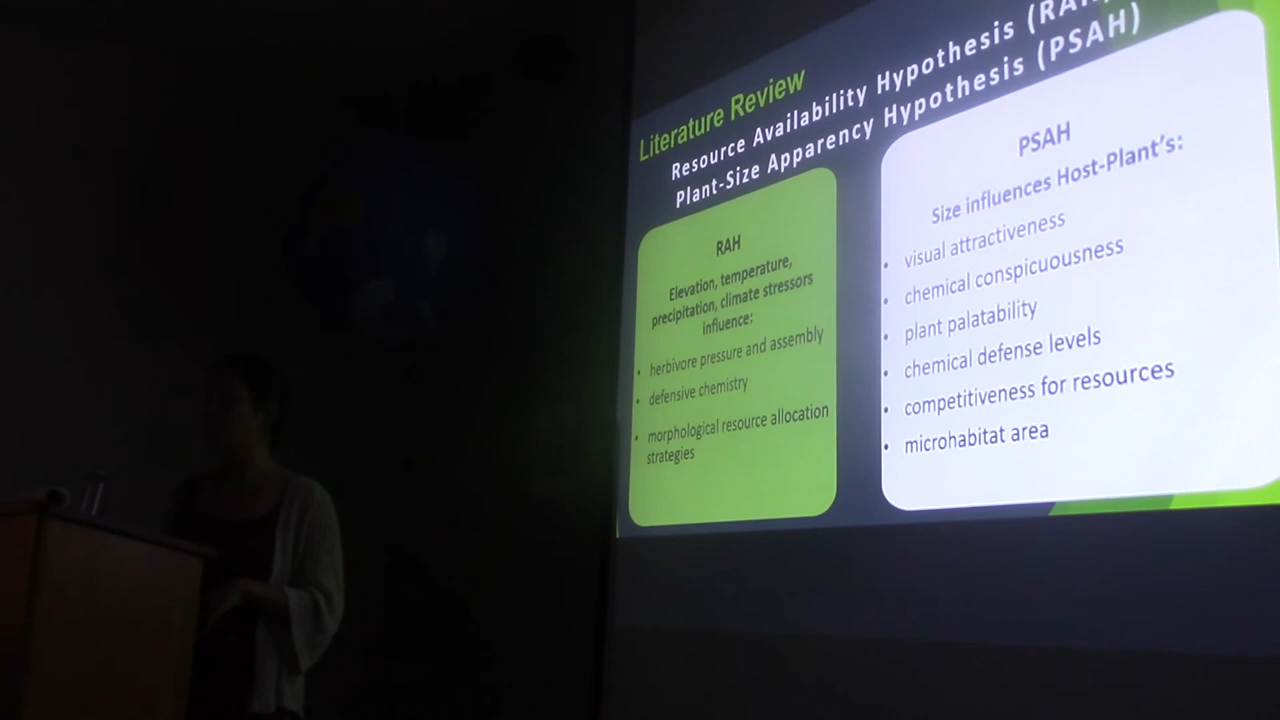 Literature Review
Resource Availability Hypothesis (RAH)
Plant-Size Apparency Hypothesis (PSAH)
RAH
Elevation, temperature,
precipitation, climate stressors
influence:
• herbivore pressure and assembly
• defensive chemistry
• morphological resource allocation
strategies
PSAH
Size influences Host-Plant's:
• visual attractiveness
• chemical conspicuousness
• plant palatability
• chemical defense levels
• competitiveness for resources
• microhabitat area